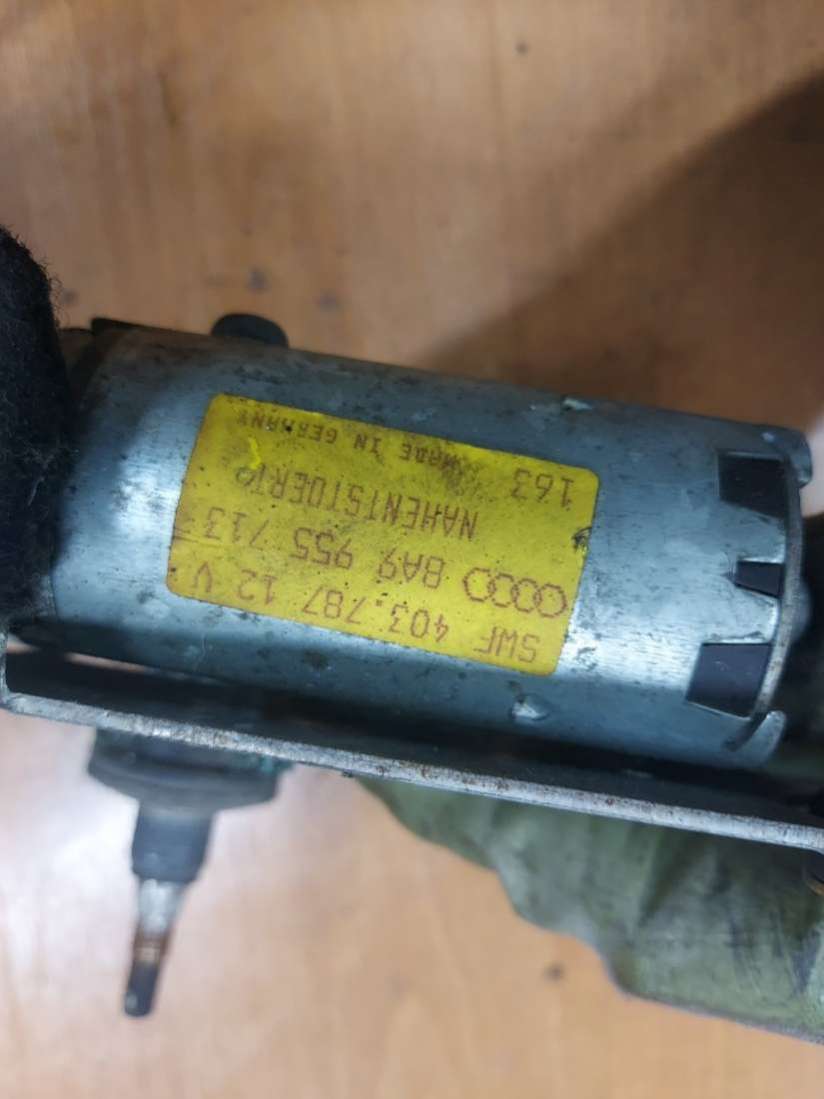 SWF 403.787 12 V
8A9 955 713
NAHENTSTOERT
163 MADE IN GERMANY